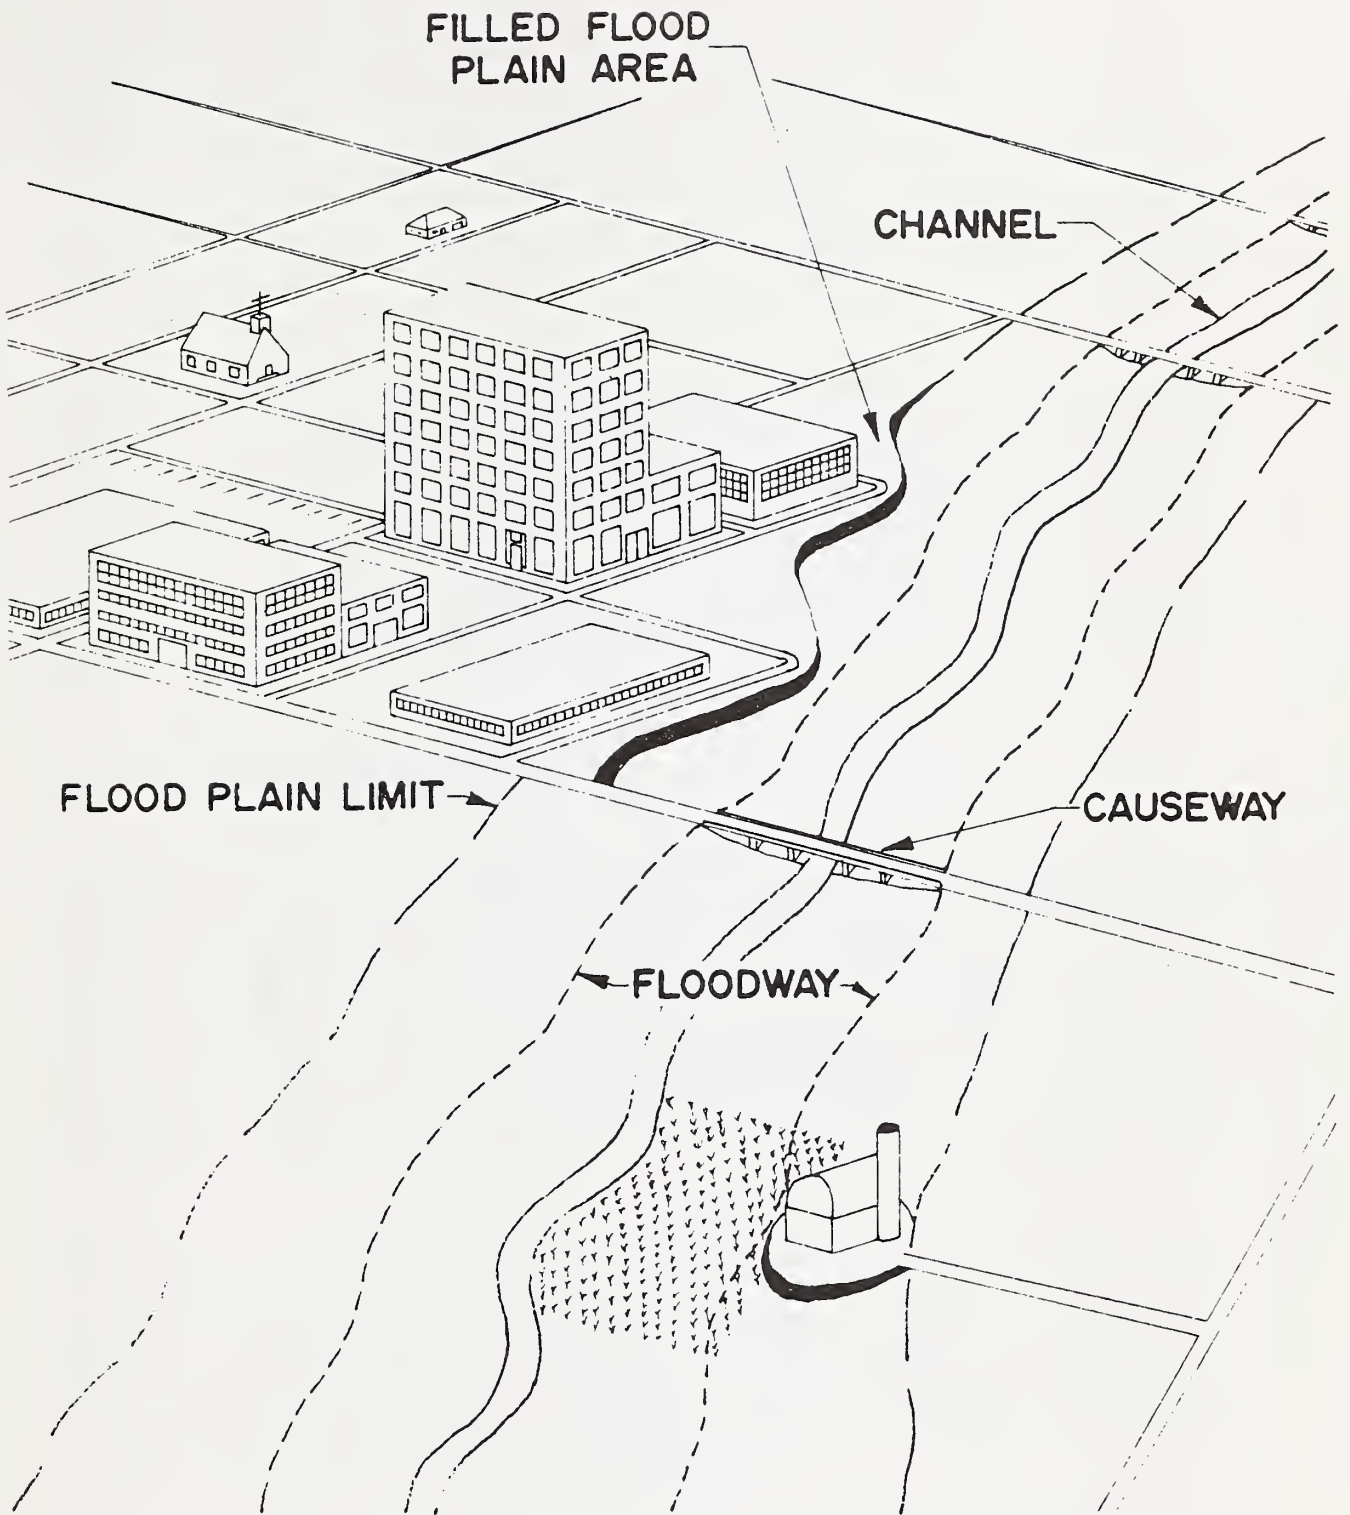 FILLED FLOOD
PLAIN AREA
CHANNEL
FLOOD PLAIN LIMIT
CAUSEWAY
FLOODWAY